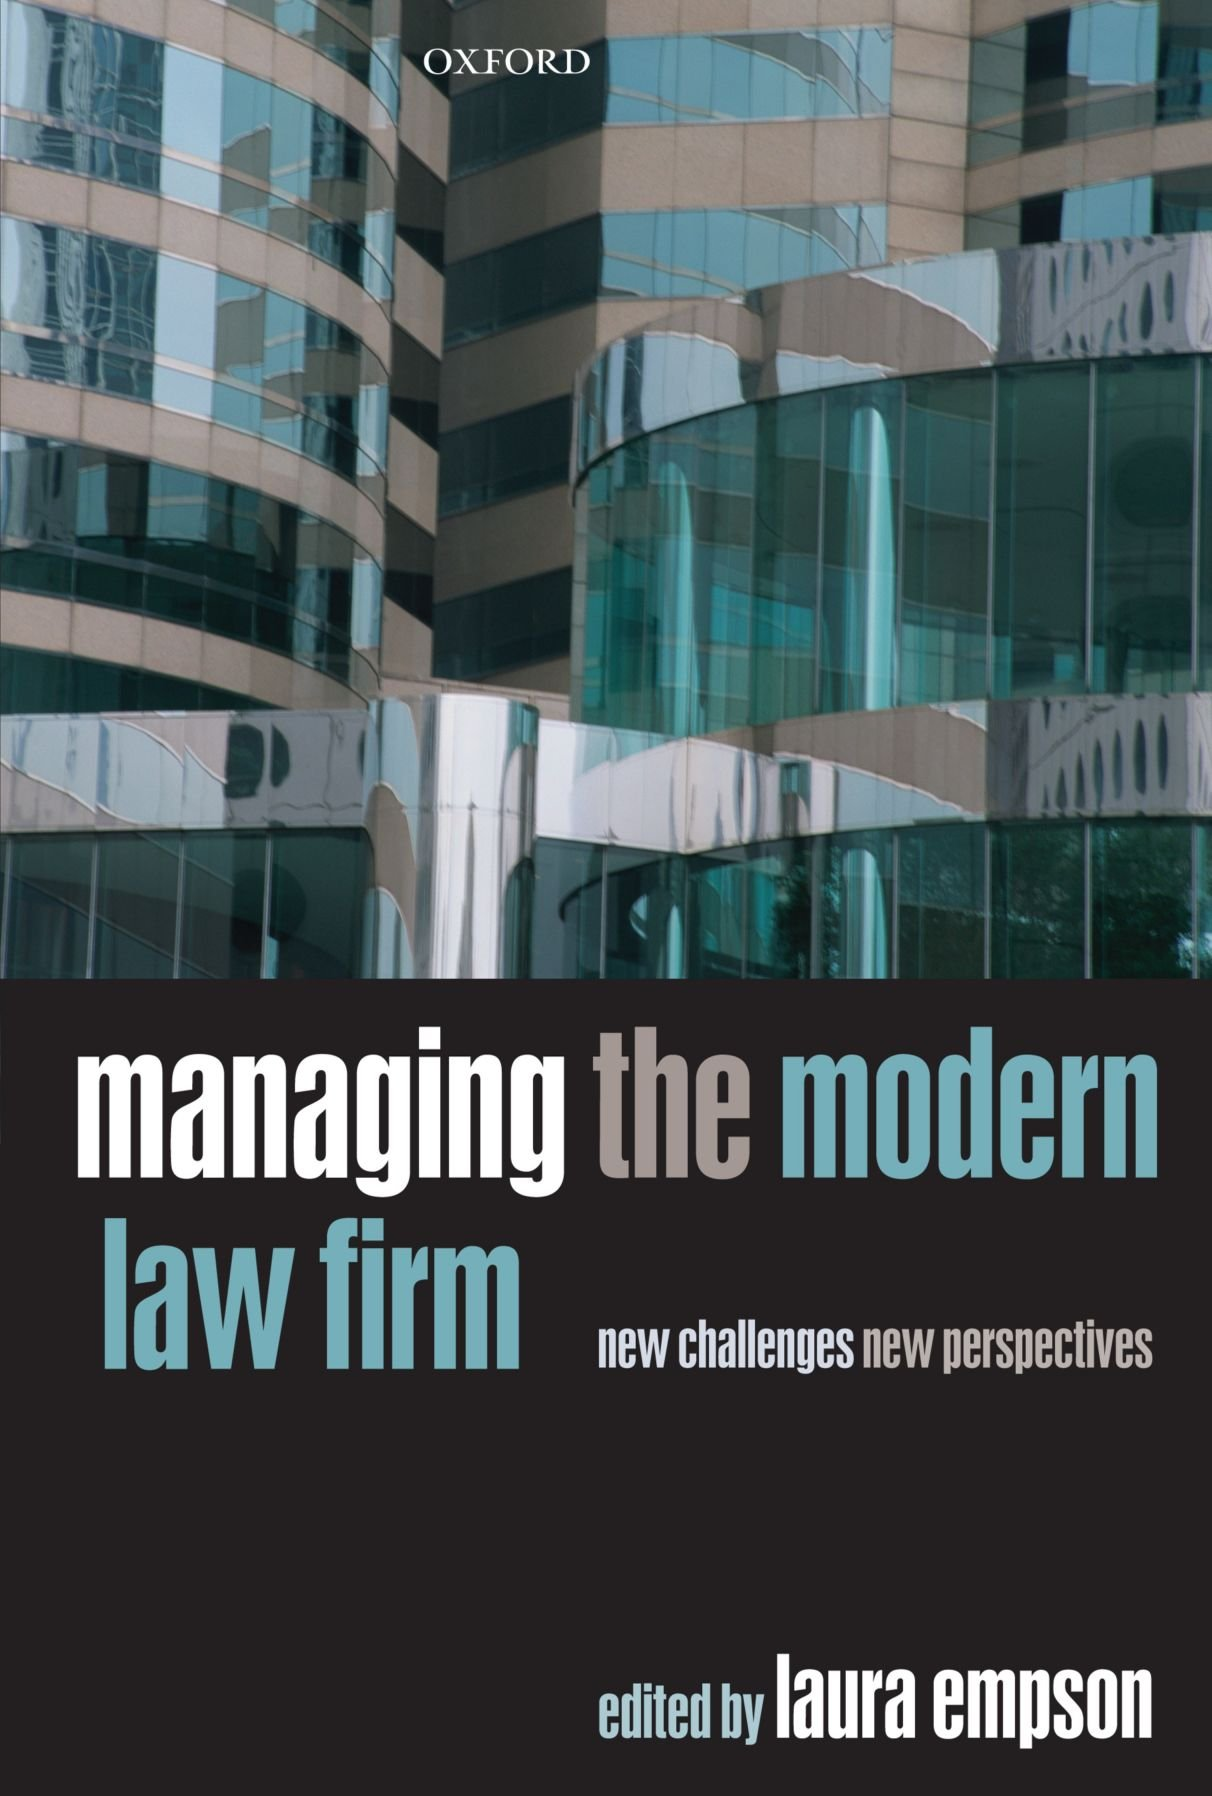 OXFORD
managing the modern
law firm
new challenges new perspectives
edited by laura empson